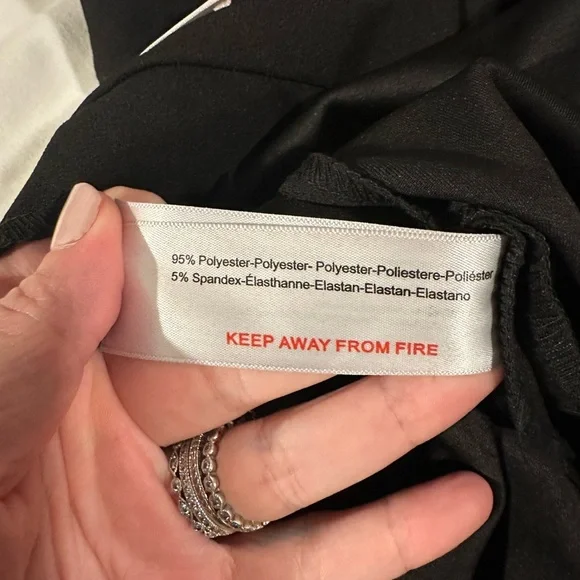 95% Polyester-Polyester- Polyester-Poliestere-Poliéster
5% Spandex-Élasthanne-Elastan-Elastan-Elastano
KEEP AWAY FROM FIRE